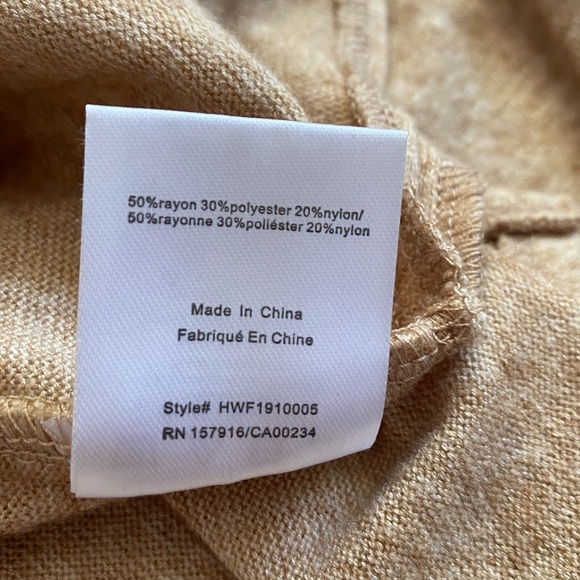 50%rayon 30%polyester 20%nylon/
50%rayonne 30%poliéster 20%nylon
Made In China
Fabriqué En Chine
Style# HWF1910005
RN 157916/CA00234